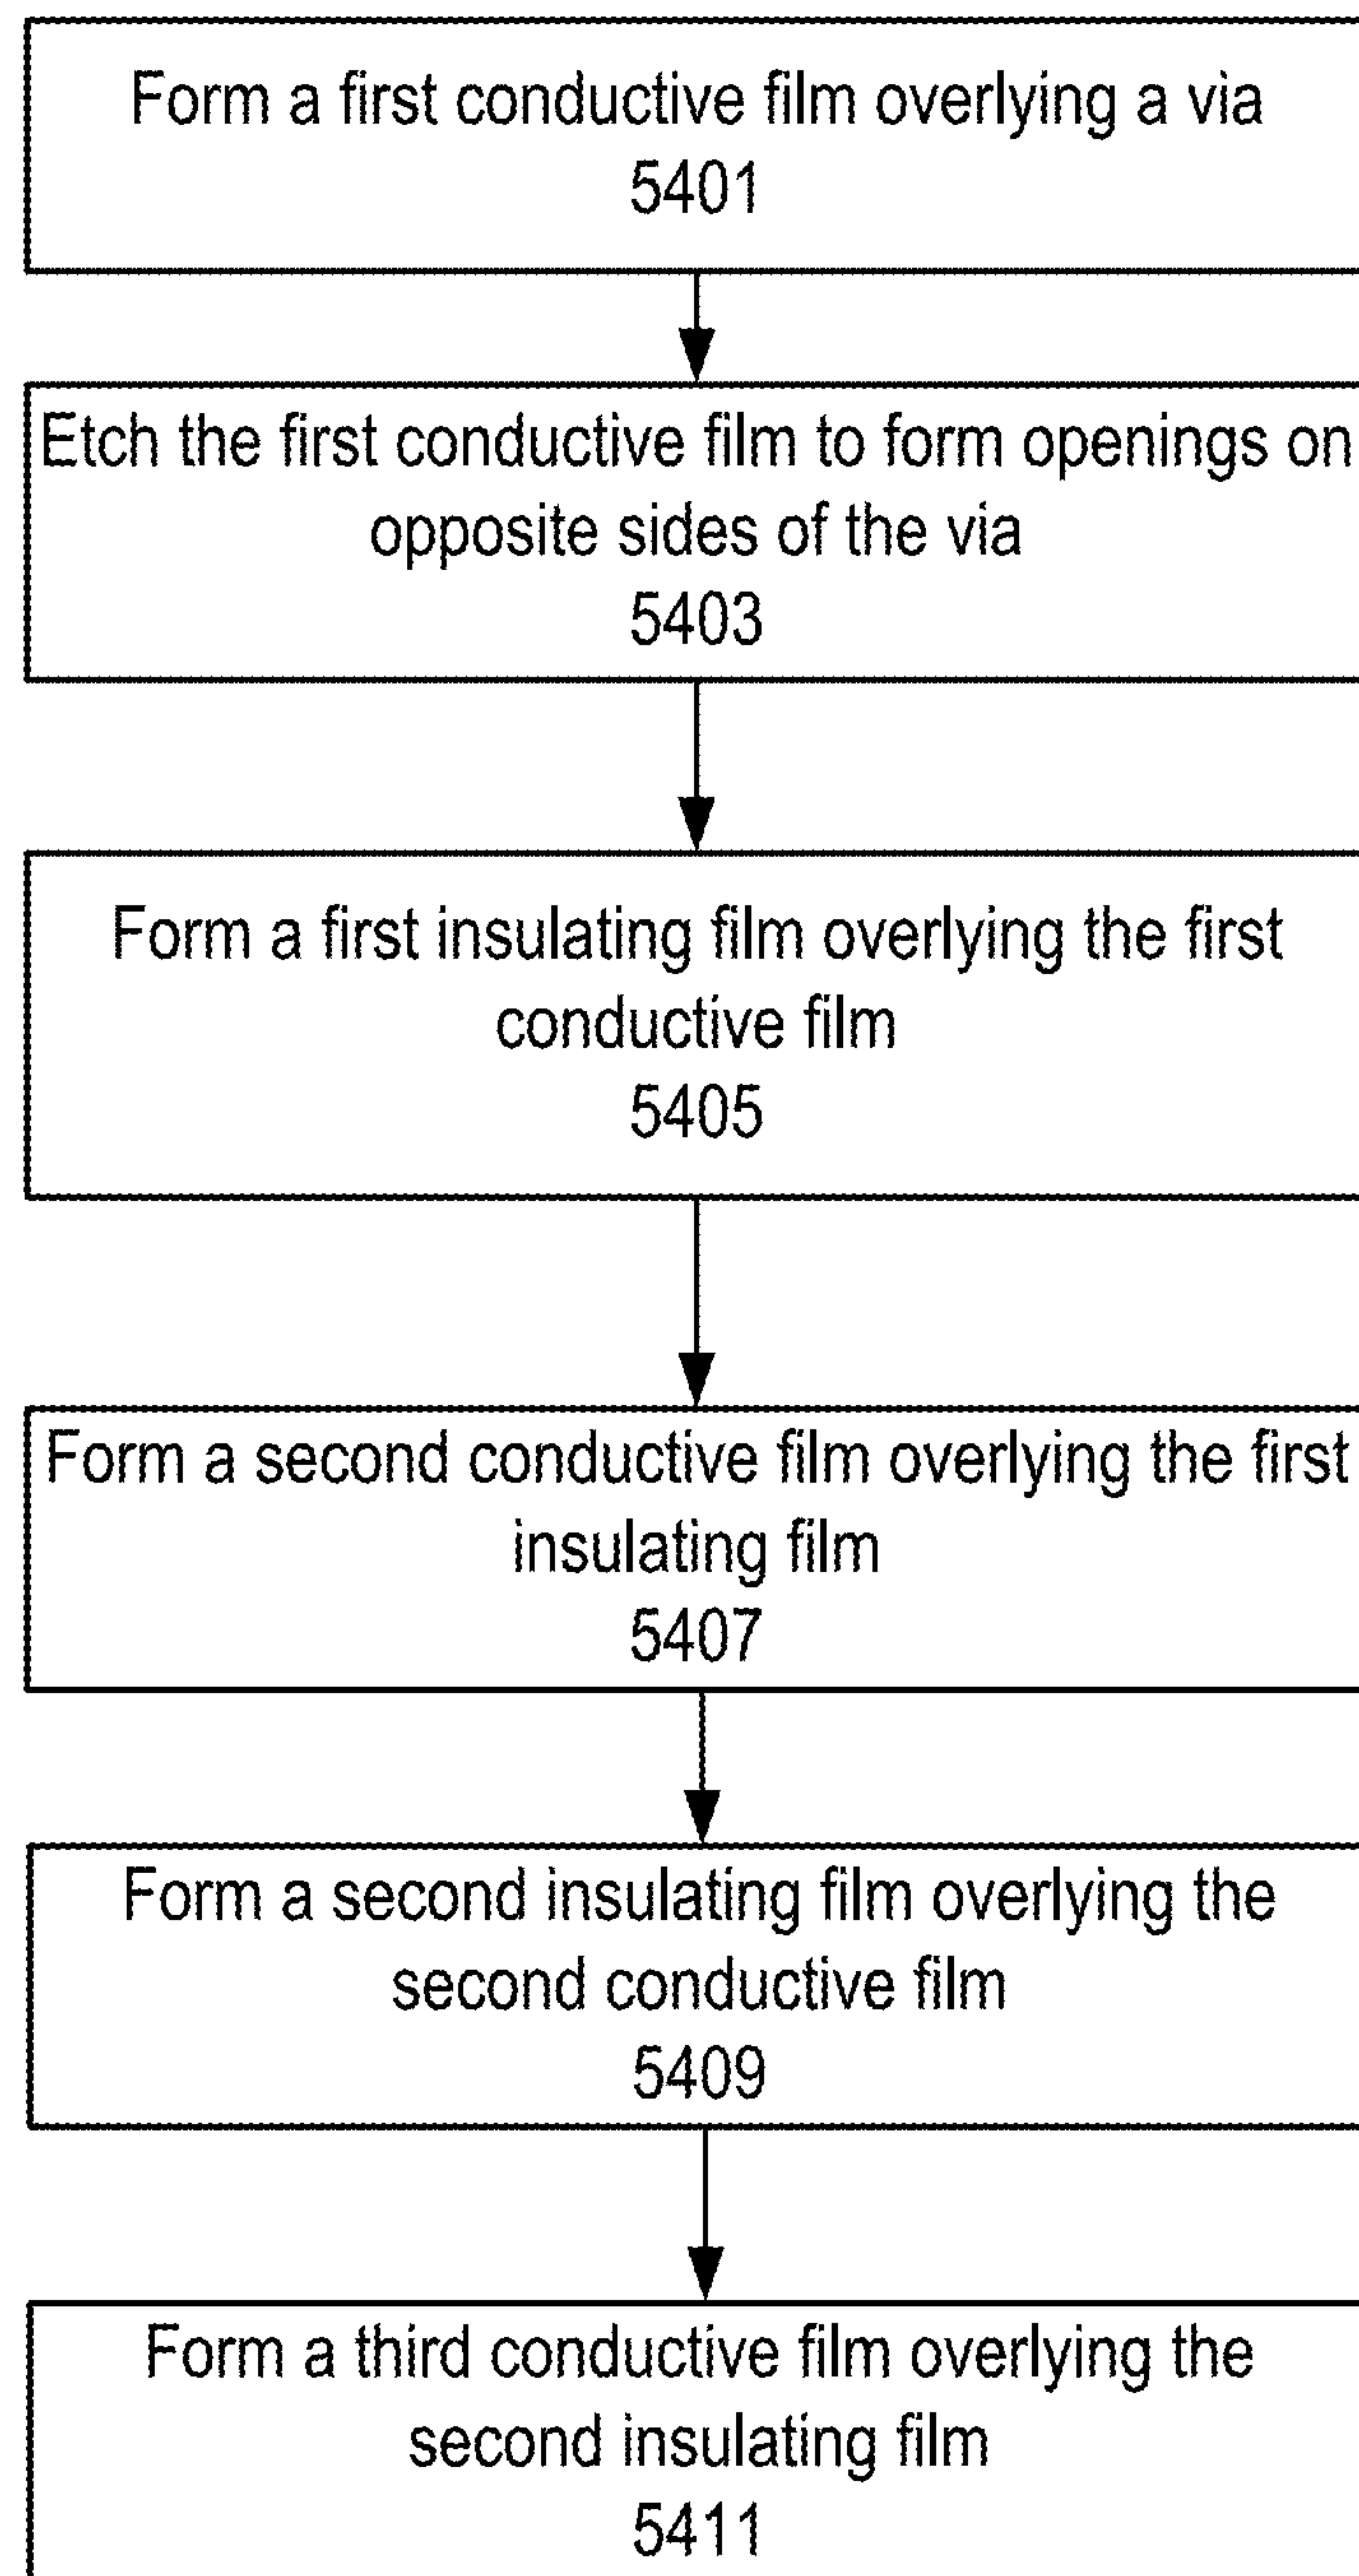 Form a first conductive film overlying a via
5401
Etch the first conductive film to form openings on
opposite sides of the via
5403
Form a first insulating film overlying the first
conductive film
5405
Form a second conductive film overlying the first
insulating film
5407
Form a second insulating film overlying the
second conductive film
5409
Form a third conductive film overlying the
second insulating film
5411